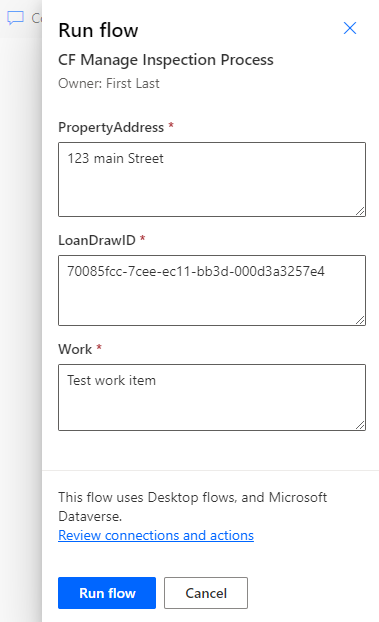 Run flow
CF Manage Inspection Process
Owner: First Last
PropertyAddress *
123 main Street
LoanDrawID *
70085fcc-7cee-ec11-bb3d-000d3a3257e4
Work *
Test work item
This flow uses Desktop flows, and Microsoft
Dataverse.
Review connections and actions
Run flow Cancel